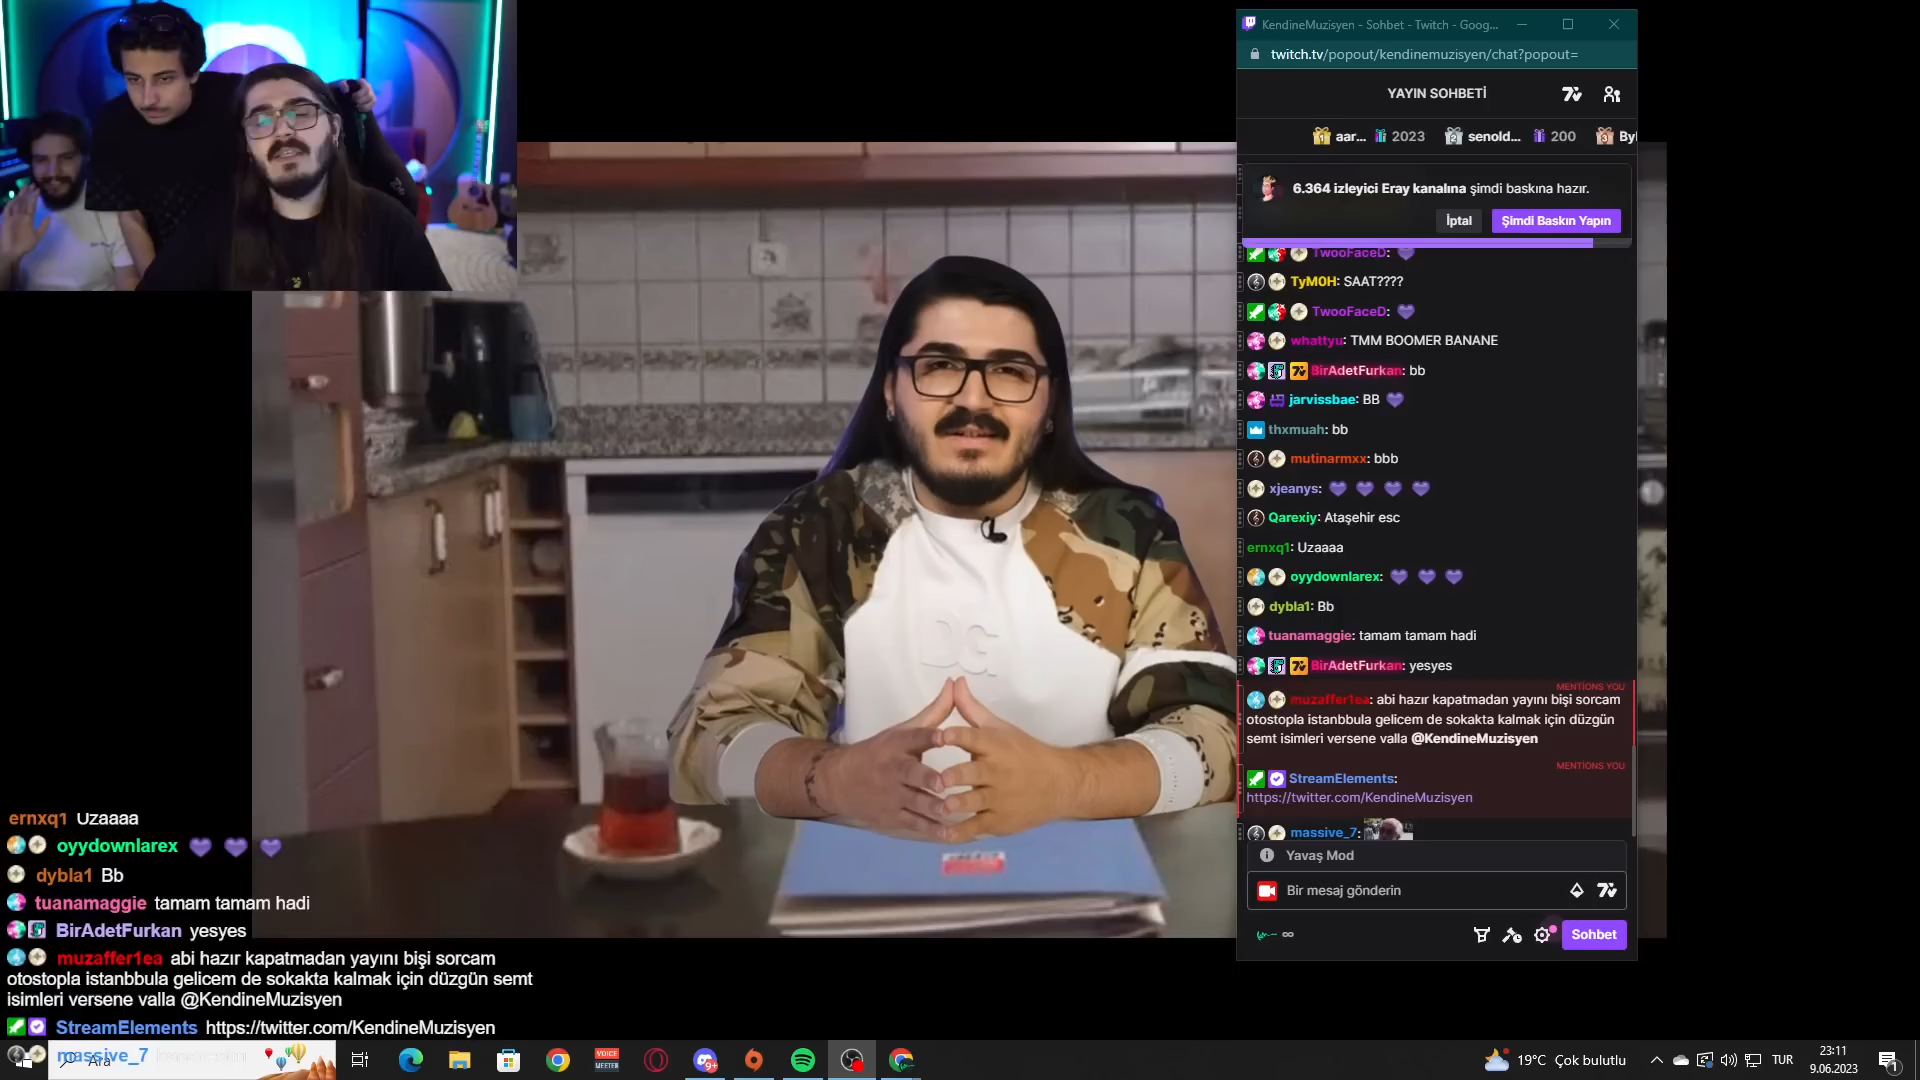 KendineMuzisyen - Sohbet - Twitch - Goog...
twitch.tv/popout/kendinemuzisyen/chat?popout=
YAYIN SOHBETİ
aar... 2023 senold... 200
6.364 izleyici Eray kanalına şimdi baskına hazır.
İptal Şimdi Baskın Yapın
TwooFaceD:
TyM0H: SAAT????
TwooFaceD:
whattyu: TMM BOOMER BANANE
BirAdetFurkan: bb
jarvissbae: BB
thxmuah: bb
mutinarmxx: bbb
xjeanys:
Qarexiy: Ataşehir esc
ernxq1: Uzaaaa
oyydownlarex:
dybla1: Bb
tuanamaggie: tamam tamam hadi
BirAdetFurkan: yesyes
MENTIONS YOU
muzaffer1ea: abi hazır kapatmadan yayını bişi sorcam
otostopla istanbbula gelicem de sokakta kalmak için düzgün
semt isimleri versene valla @KendineMuzisyen
MENTIONS YOU
StreamElements:
https://twitter.com/KendineMuzisyen
massive_7:
Yavaş Mod
Bir mesaj gönderin
Sohbet
ernxq1 Uzaaaa
oyydownlarex
dybla1 Bb
tuanamaggie tamam tamam hadi
BirAdetFurkan yesyes
muzaffer1ea abi hazır kapatmadan yayını bişi sorcam
otostopla istanbbula gelicem de sokakta kalmak için düzgün semt
isimleri versene valla @KendineMuzisyen
StreamElements https://twitter.com/KendineMuzisyen
massive_7
Ara
VOICE
MEETER
9+
19°C Çok bulutlu
TUR
23:11
9.06.2023
1